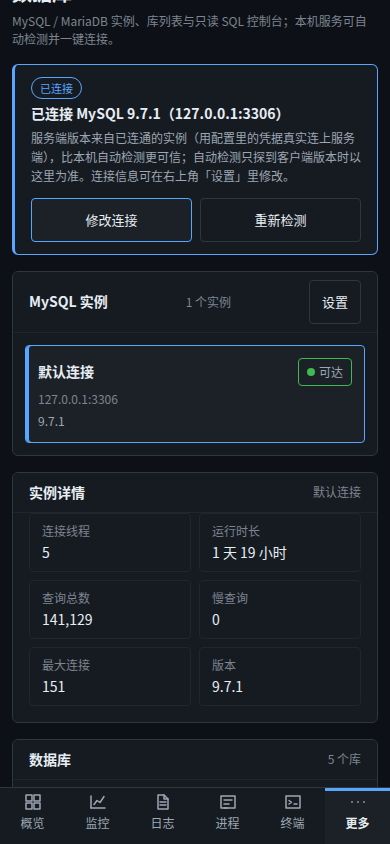 MySQL / MariaDB 实例、库列表与只读 SQL 控制台；本机服务可自
动检测并一键连接。
已连接
已连接 MySQL 9.7.1（127.0.0.1:3306）
服务端版本来自已连通的实例（用配置里的凭据真实连上服务
端），比本机自动检测更可信；自动检测只探到客户端版本时以
这里为准。连接信息可在右上角「设置」里修改。
修改连接
重新检测
MySQL 实例
1 个实例
设置
默认连接
可达
127.0.0.1:3306
9.7.1
实例详情
默认连接
连接线程
运行时长
5
1 天 19 小时
查询总数
慢查询
141,129
0
最大连接
版本
151
9.7.1
数据库
5 个库
概览
监控
日志
进程
终端
更多